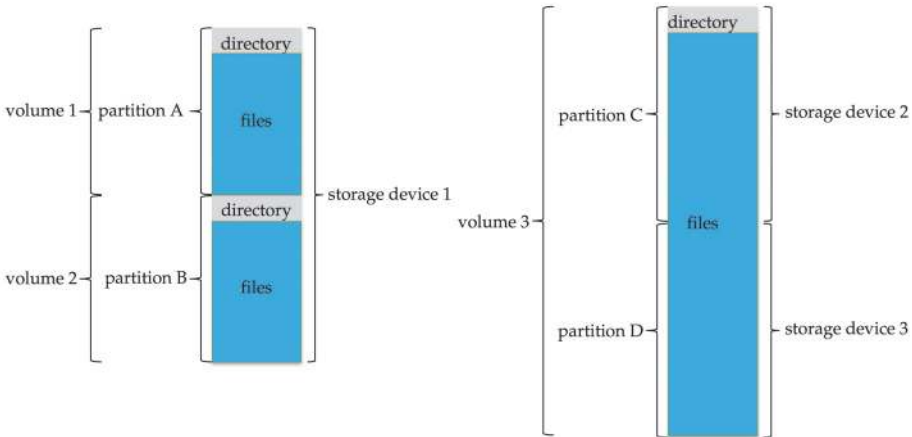 directory
volume 1
partition A
files
storage device 1
directory
volume 2
partition B
files
directory
partition C
storage device 2
volume 3
files
partition D
storage device 3